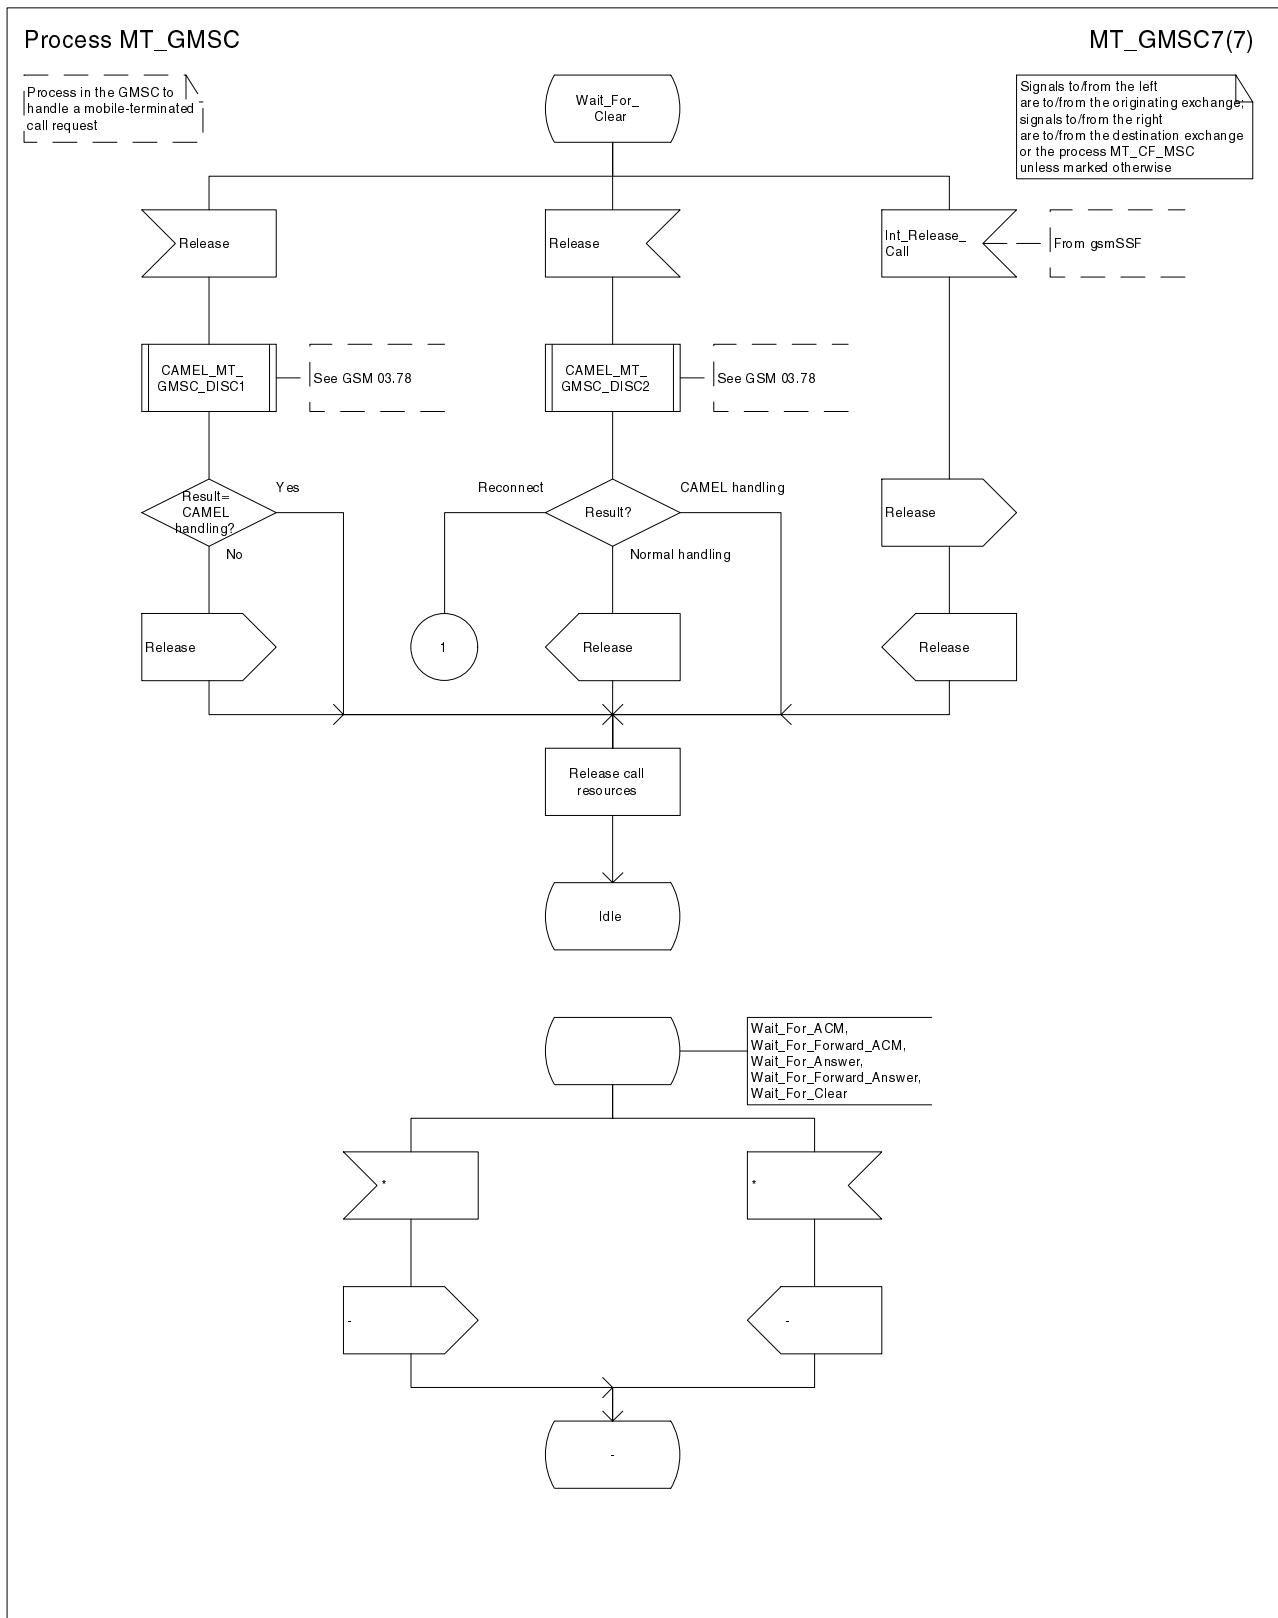 Process MT_GMSC
MT_GMSC7(7)
Process in the GMSC to
handle a mobile-terminated
call request
Wait_For_
Clear
Signals to/from the left
are to/from the originating exchange;
signals to/from the right
are to/from the destination exchange
or the process MT_CF_MSC
unless marked otherwise
Release
Release
Int_Release_
Call
From gsmSSF
CAMEL_MT_
GMSC_DISC1
See GSM 03.78
CAMEL_MT_
GMSC_DISC2
See GSM 03.78
Result=
CAMEL
handling?
Yes
No
Reconnect
Result?
CAMEL handling
Normal handling
Release
Release
1
Release
Release
Release call
resources
Idle
Wait_For_ACM,
Wait_For_Forward_ACM,
Wait_For_Answer,
Wait_For_Forward_Answer,
Wait_For_Clear
*
*
-
-
-